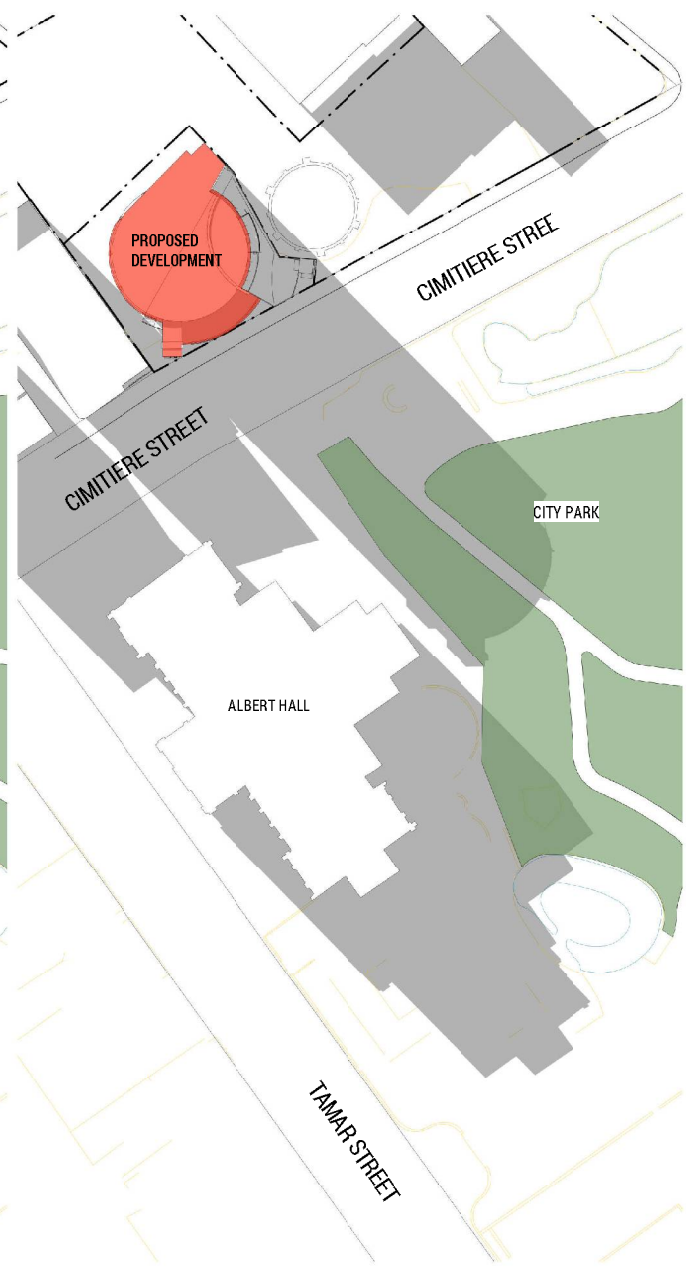 PROPOSED
DEVELOPMENT
CIMITIERE STREE
CIMITIERE STREET
CITY PARK
ALBERT HALL
TAMAR STREET